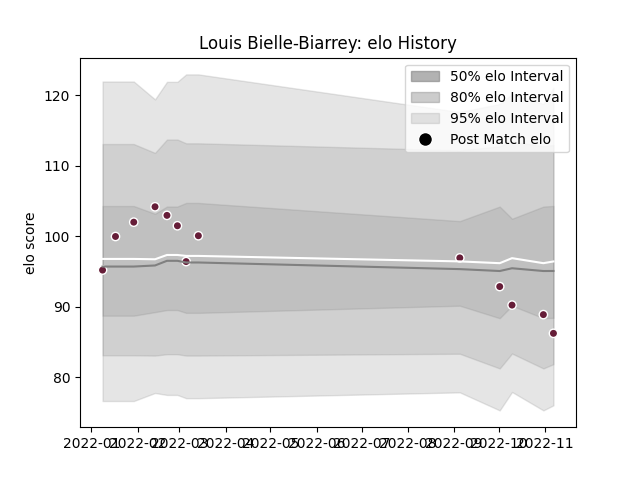 Louis Bielle-Biarrey: elo History
50% elo Interval
80% elo Interval
95% elo Interval
Post Match elo
elo score
120
110
100
90
80
2022-01 2022-02 2022-03 2022-04 2022-05 2022-06 2022-07 2022-08 2022-09 2022-10 2022-11